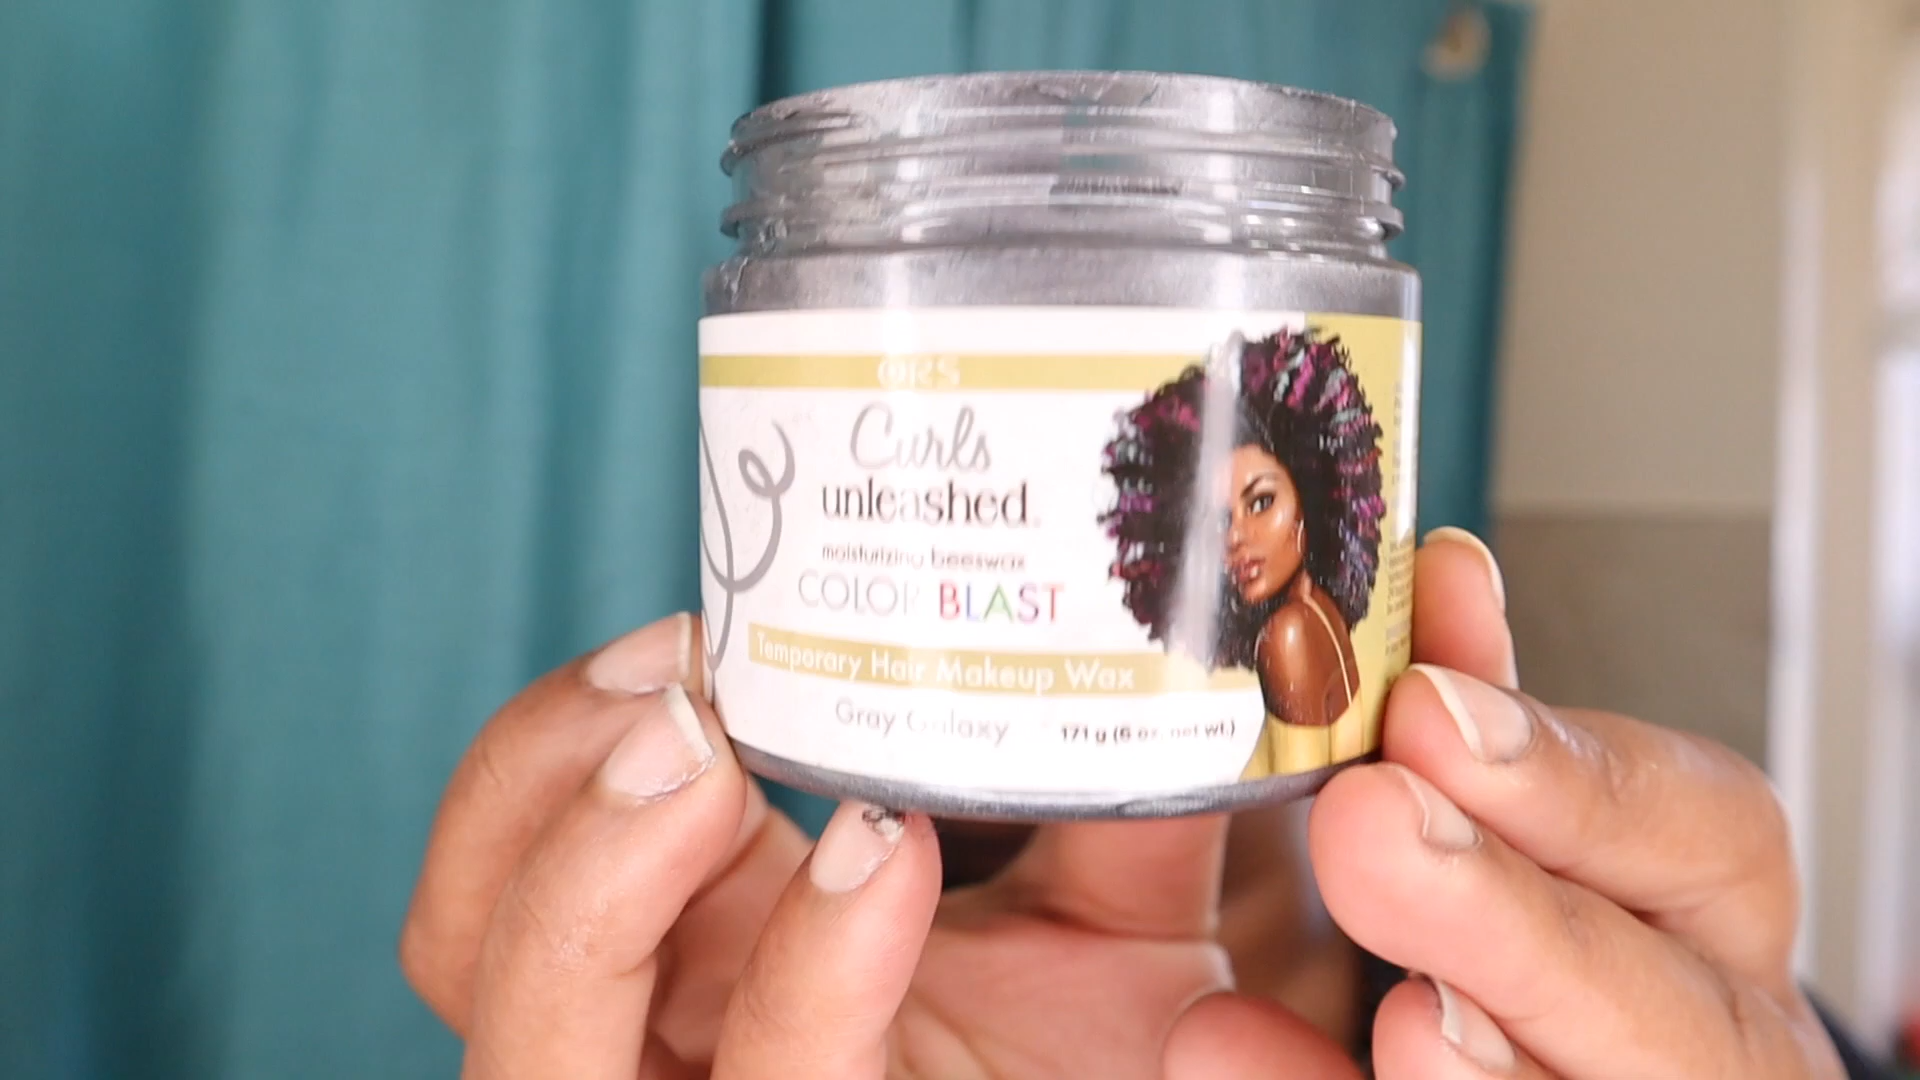 ORS
Curls
unleashed
moisturizing beeswax
COLOR BLAST
Temporary Hair Makeup Wax
Gray Galaxy 171 g (6 oz. net wt.)